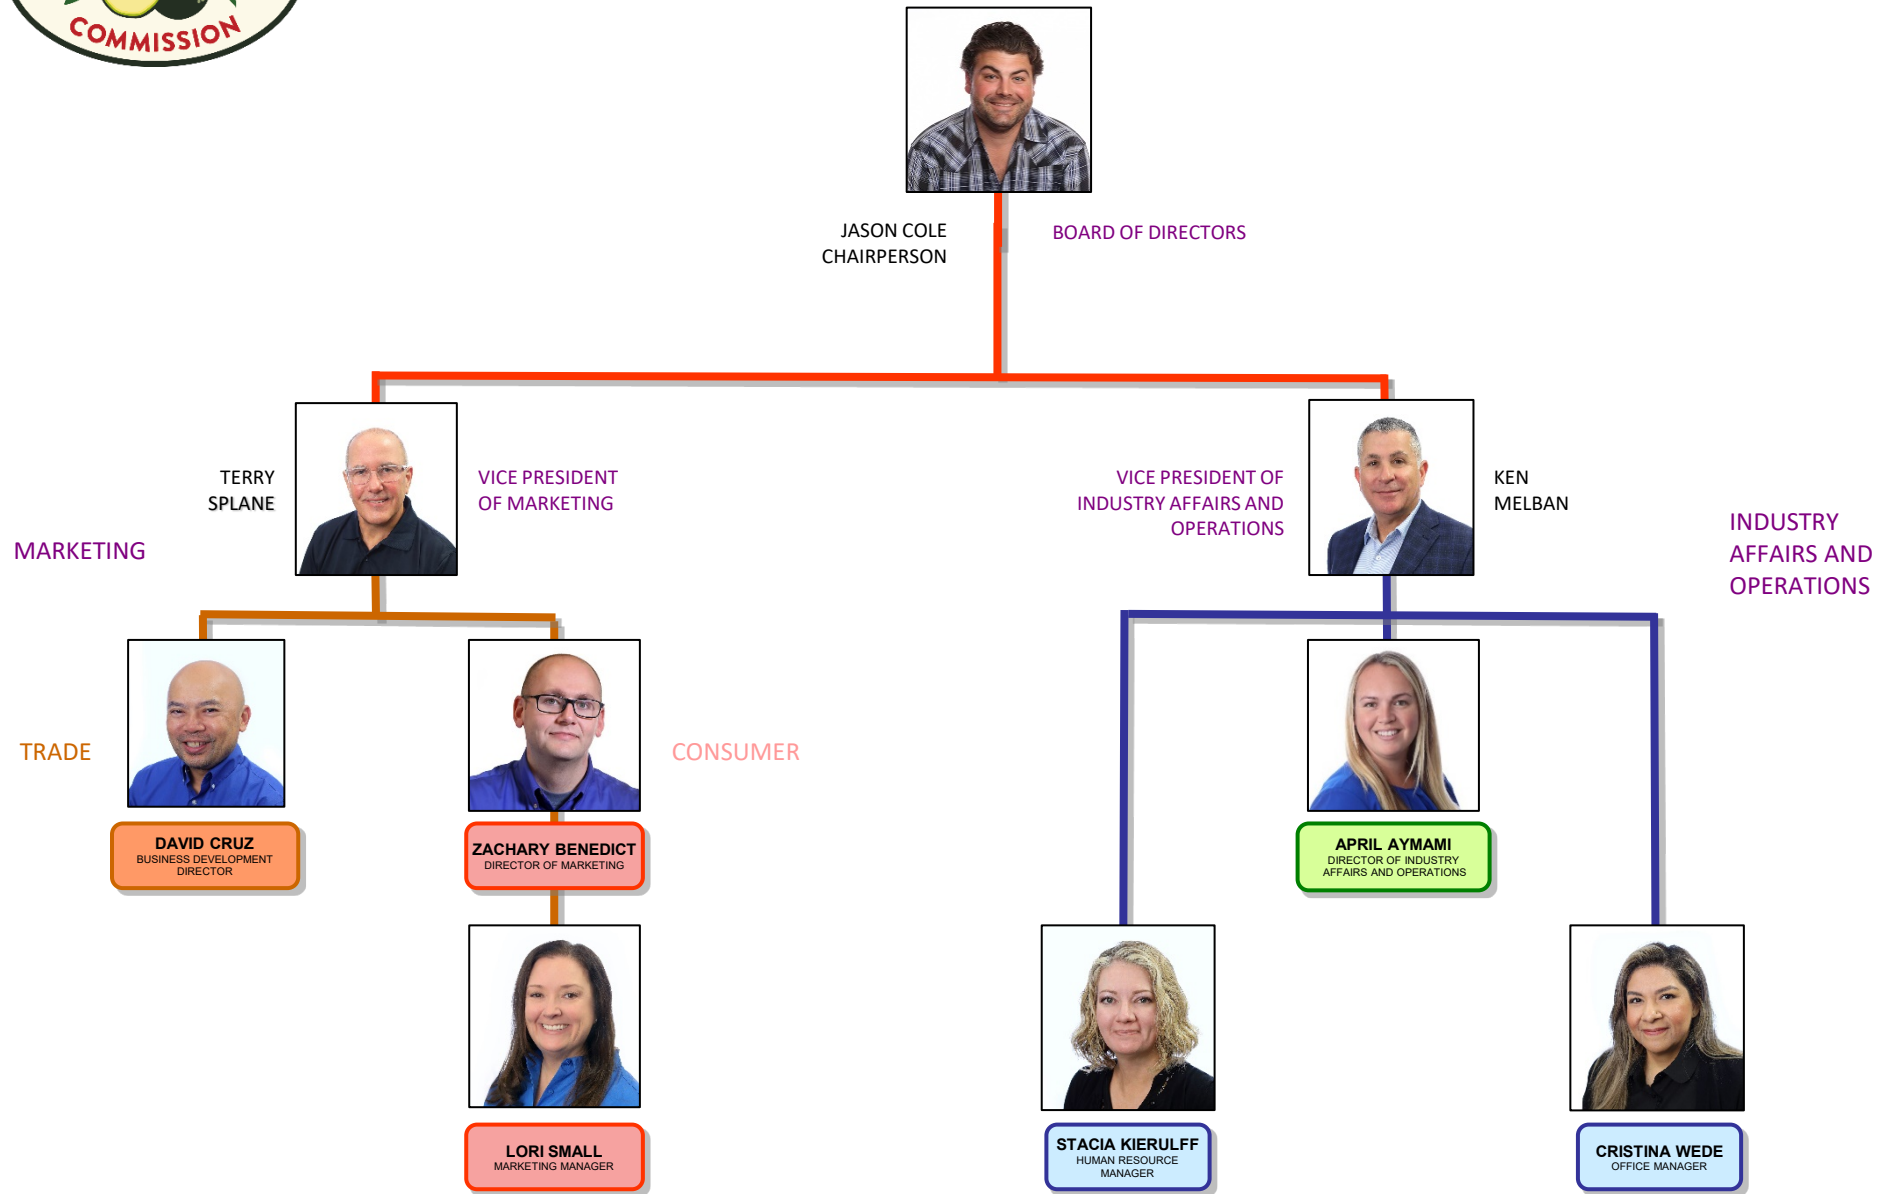 COMMISSION
JASON COLE
CHAIRPERSON
BOARD OF DIRECTORS
TERRY
SPLANE
VICE PRESIDENT
OF MARKETING
VICE PRESIDENT OF
INDUSTRY AFFAIRS AND
OPERATIONS
KEN
MELBAN
MARKETING
INDUSTRY
AFFAIRS AND
OPERATIONS
TRADE
CONSUMER
DAVID CRUZ
BUSINESS DEVELOPMENT
DIRECTOR
ZACHARY BENEDICT
DIRECTOR OF MARKETING
APRIL AYMAMI
DIRECTOR OF INDUSTRY
AFFAIRS AND OPERATIONS
LORI SMALL
MARKETING MANAGER
STACIA KIERULFF
HUMAN RESOURCE
MANAGER
CRISTINA WEDE
OFFICE MANAGER